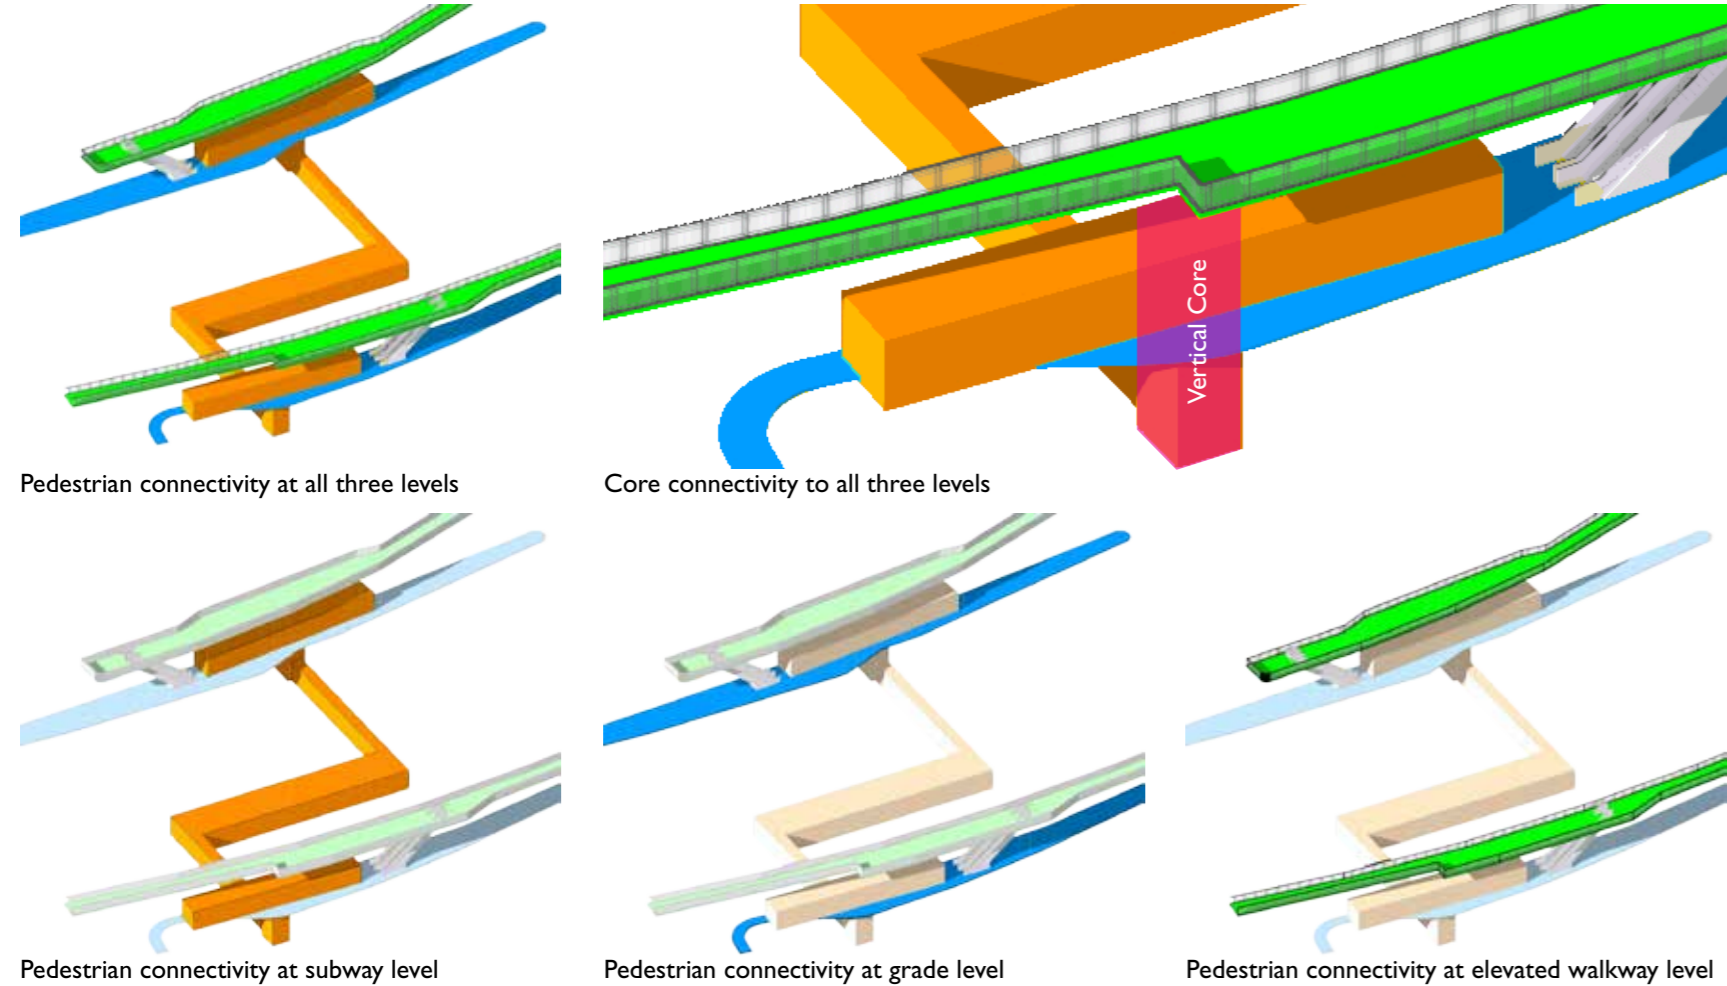 Vertical Core
Pedestrian connectivity at all three levels
Core connectivity to all three levels
Pedestrian connectivity at subway level
Pedestrian connectivity at grade level
Pedestrian connectivity at elevated walkway level